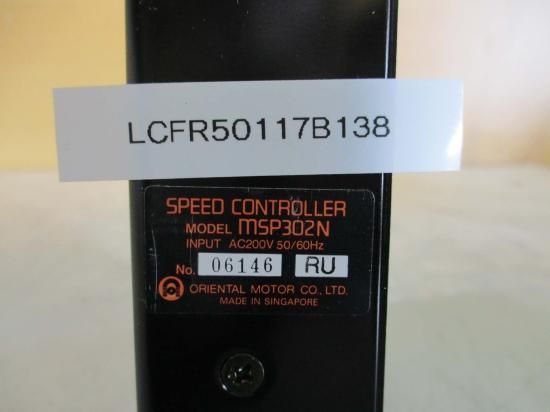 LCFR50117B138
SPEED CONTROLLER
MODEL MSP302N
INPUT AC200V 50/60Hz
No. 06146 RU
ORIENTAL MOTOR CO., LTD.
MADE IN SINGAPORE